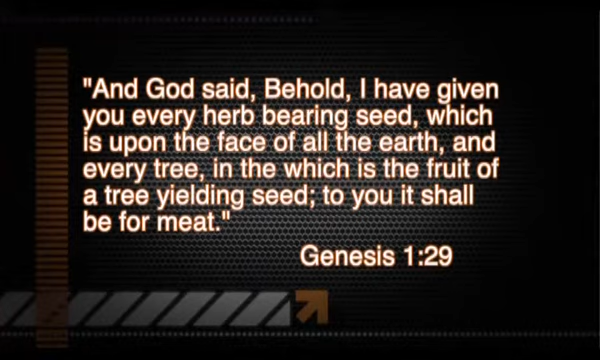 "And God said, Behold, I have given
you every herb bearing seed, which
is upon the face of all the earth, and
every tree, in the which is the fruit of
a tree yielding seed; to you it shall
be for meat."
Genesis 1:29